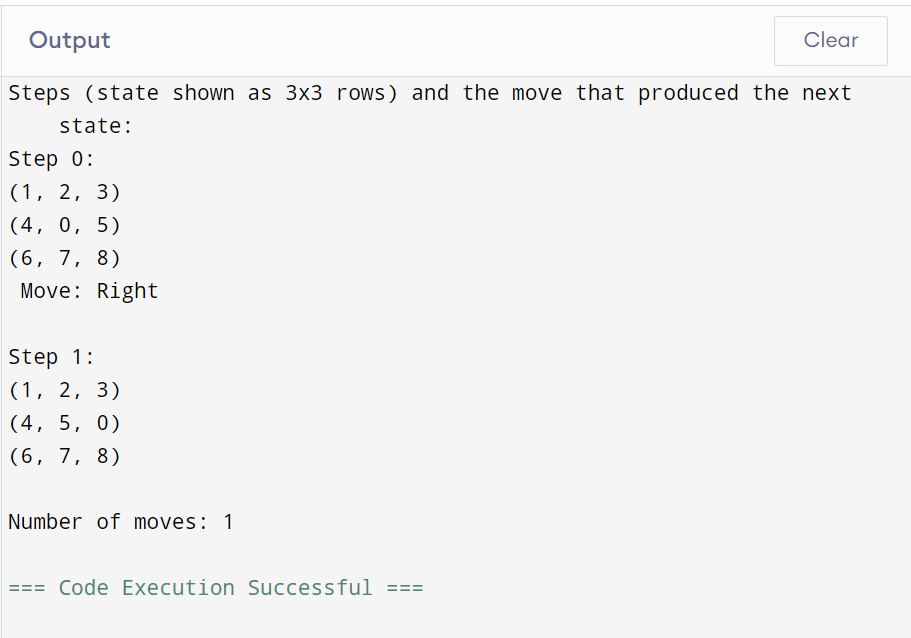 Output
Clear
Steps (state shown as 3x3 rows) and the move that produced the next
state:
Step 0:
(1, 2, 3)
(4, 0, 5)
(6, 7, 8)
Move: Right
Step 1:
(1, 2, 3)
(4, 5, 0)
(6, 7, 8)
Number of moves: 1
=== Code Execution Successful ===